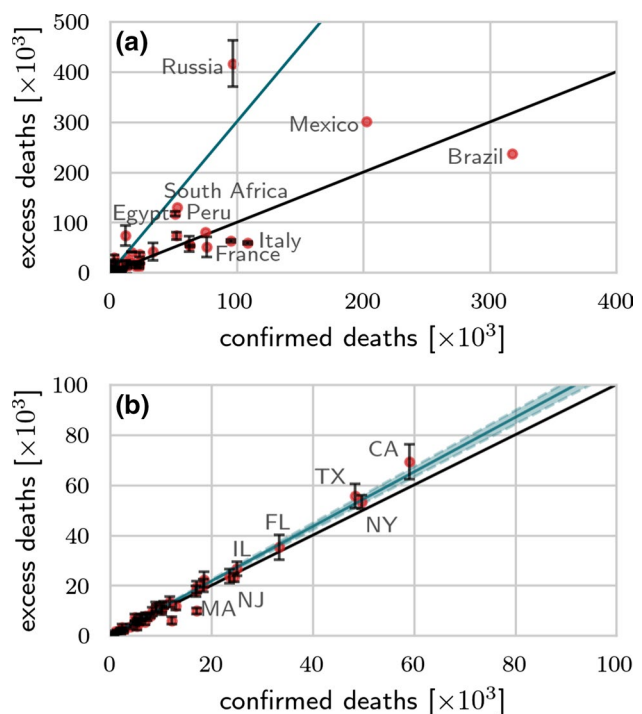 (a)
excess deaths [×10³]
500
400
300
200
100
0
Russia
Mexico
Brazil
South Africa
Egypt Peru
Italy
France
0 100 200 300 400
confirmed deaths [×10³]
(b)
excess deaths [×10³]
100
80
60
40
20
0
CA
TX
NY
FL
IL
NJ
MA
0 20 40 60 80 100
confirmed deaths [×10³]